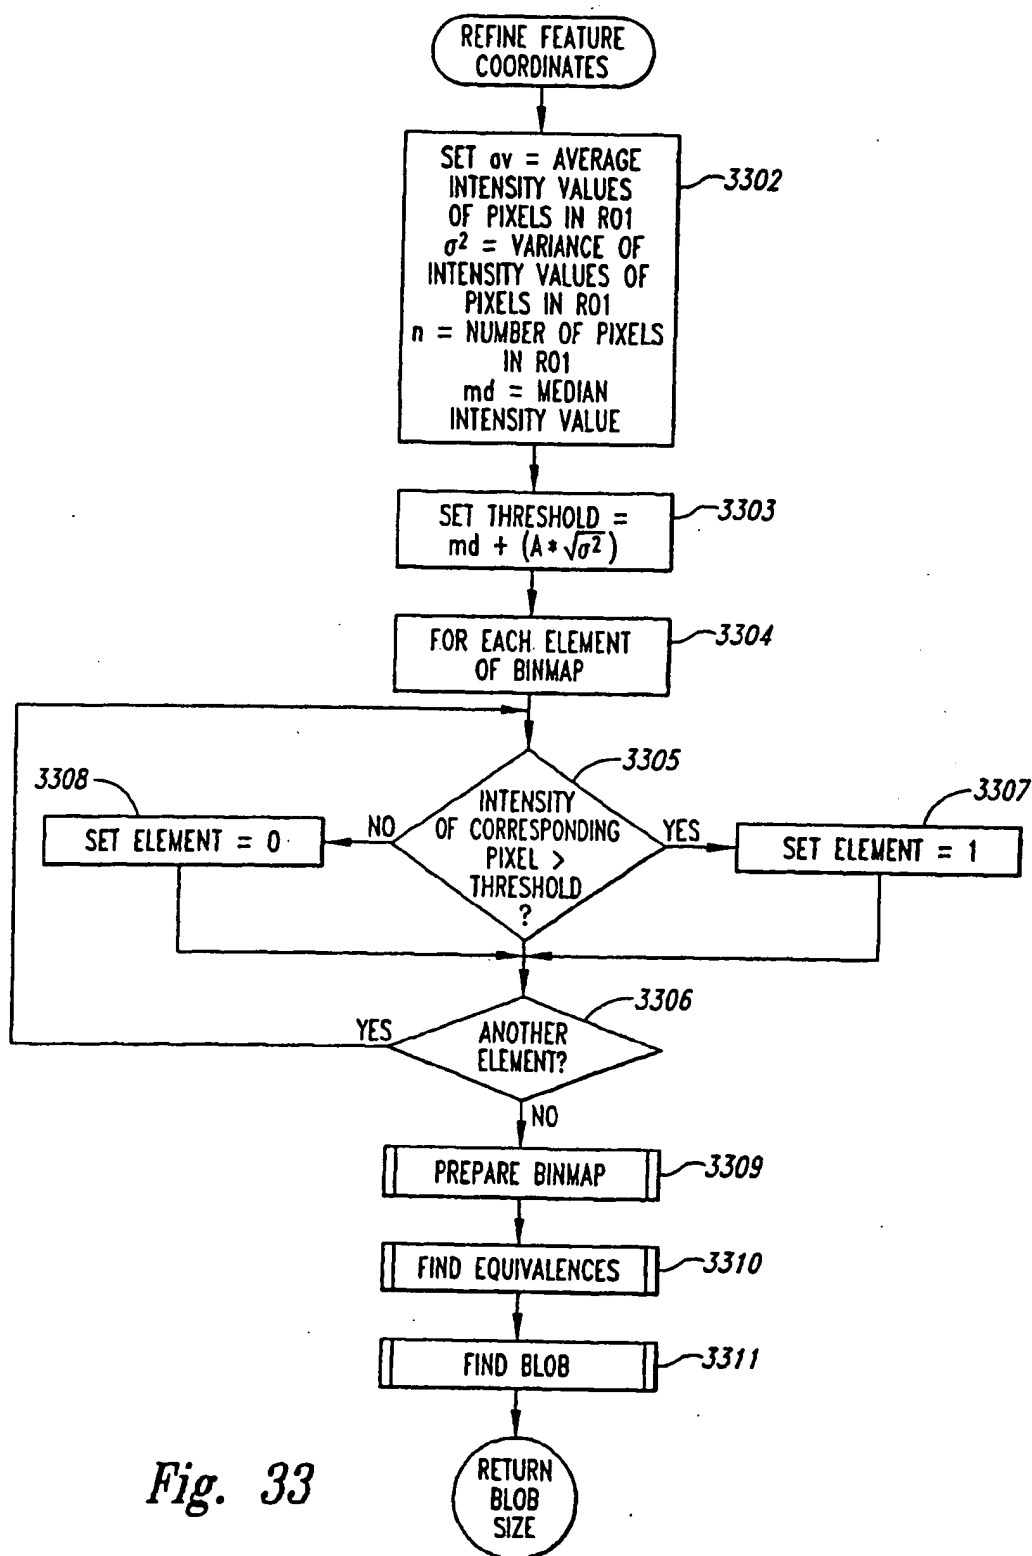 REFINE FEATURE
COORDINATES
SET av = AVERAGE
INTENSITY VALUES
OF PIXELS IN R01
σ² = VARIANCE OF
INTENSITY VALUES OF
PIXELS IN R01
n = NUMBER OF PIXELS
IN R01
md = MEDIAN
INTENSITY VALUE
3302
SET THRESHOLD =
md + (A*√σ²)
3303
FOR EACH ELEMENT
OF BINMAP
3304
3305
INTENSITY
OF CORRESPONDING
PIXEL >
THRESHOLD
?
NO
YES
3308
SET ELEMENT = 0
3307
SET ELEMENT = 1
3306
ANOTHER
ELEMENT?
YES
NO
PREPARE BINMAP
3309
FIND EQUIVALENCES
3310
FIND BLOB
3311
RETURN
BLOB
SIZE
Fig. 33